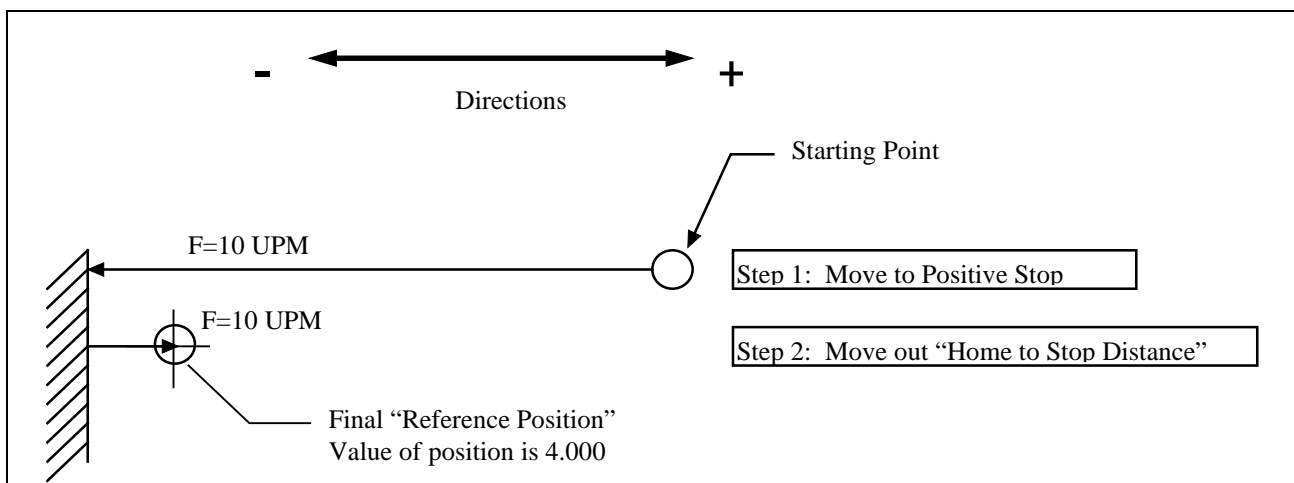 - +
Directions
Starting Point
F=10 UPM
Step 1: Move to Positive Stop
F=10 UPM
Step 2: Move out “Home to Stop Distance”
Final “Reference Position”
Value of position is 4.000